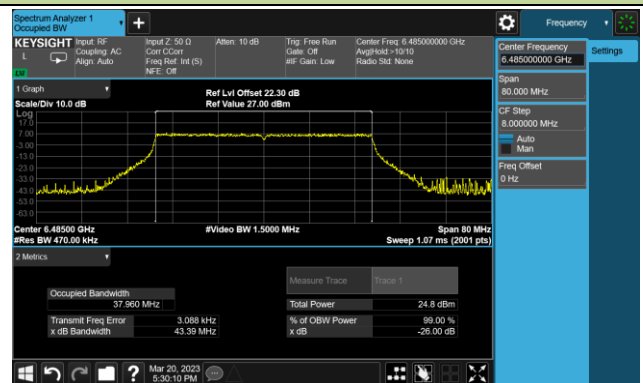 Spectrum Analyzer 1
Occupied BW
Frequency
KEYSIGHT
L
LXI
Input: RF
Coupling: AC
Align: Auto
Input Z: 50 Ω
Corr CCorr
Freq Ref: Int (S)
NFE: Off
Atten: 10 dB
Trig: Free Run
Gate: Off
#IF Gain: Low
Center Freq: 6.485000000 GHz
Avg|Hold:>10/10
Radio Std: None
Center Frequency
6.485000000 GHz
Settings
Span
80.000 MHz
CF Step
8.000000 MHz
Auto
Man
Freq Offset
0 Hz
1 Graph
Scale/Div 10.0 dB
Ref Lvl Offset 22.30 dB
Ref Value 27.00 dBm
Log
17.0
7.00
-3.00
-13.0
-23.0
-33.0
-43.0
-53.0
-63.0
Center 6.48500 GHz
#Res BW 470.00 kHz
#Video BW 1.5000 MHz
Span 80 MHz
Sweep 1.07 ms (2001 pts)
2 Metrics
Measure Trace
Trace 1
Occupied Bandwidth
37.960 MHz
Total Power
24.8 dBm
Transmit Freq Error
3.088 kHz
% of OBW Power
99.00 %
x dB Bandwidth
43.39 MHz
x dB
-26.00 dB
Mar 20, 2023
5:30:10 PM